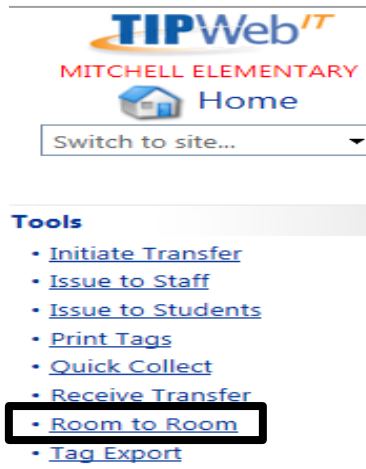 TIPWeb IT
MITCHELL ELEMENTARY
Home
Switch to site...
Tools
• Initiate Transfer
• Issue to Staff
• Issue to Students
• Print Tags
• Quick Collect
• Receive Transfer
• Room to Room
• Tag Export